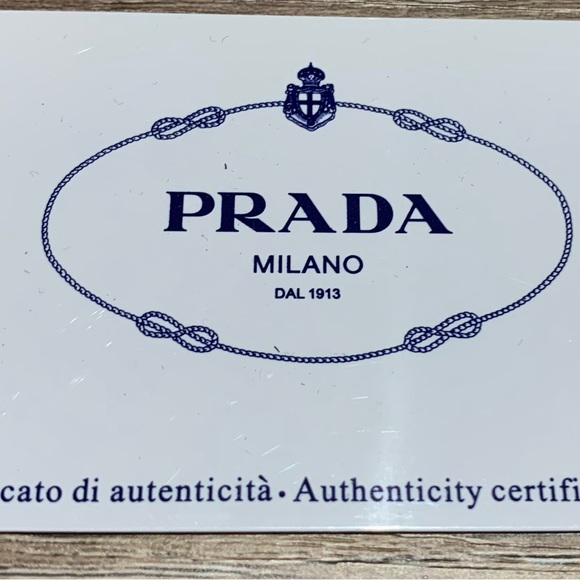 PRADA
MILANO
DAL 1913
cato di autenticità • Authenticity certifi